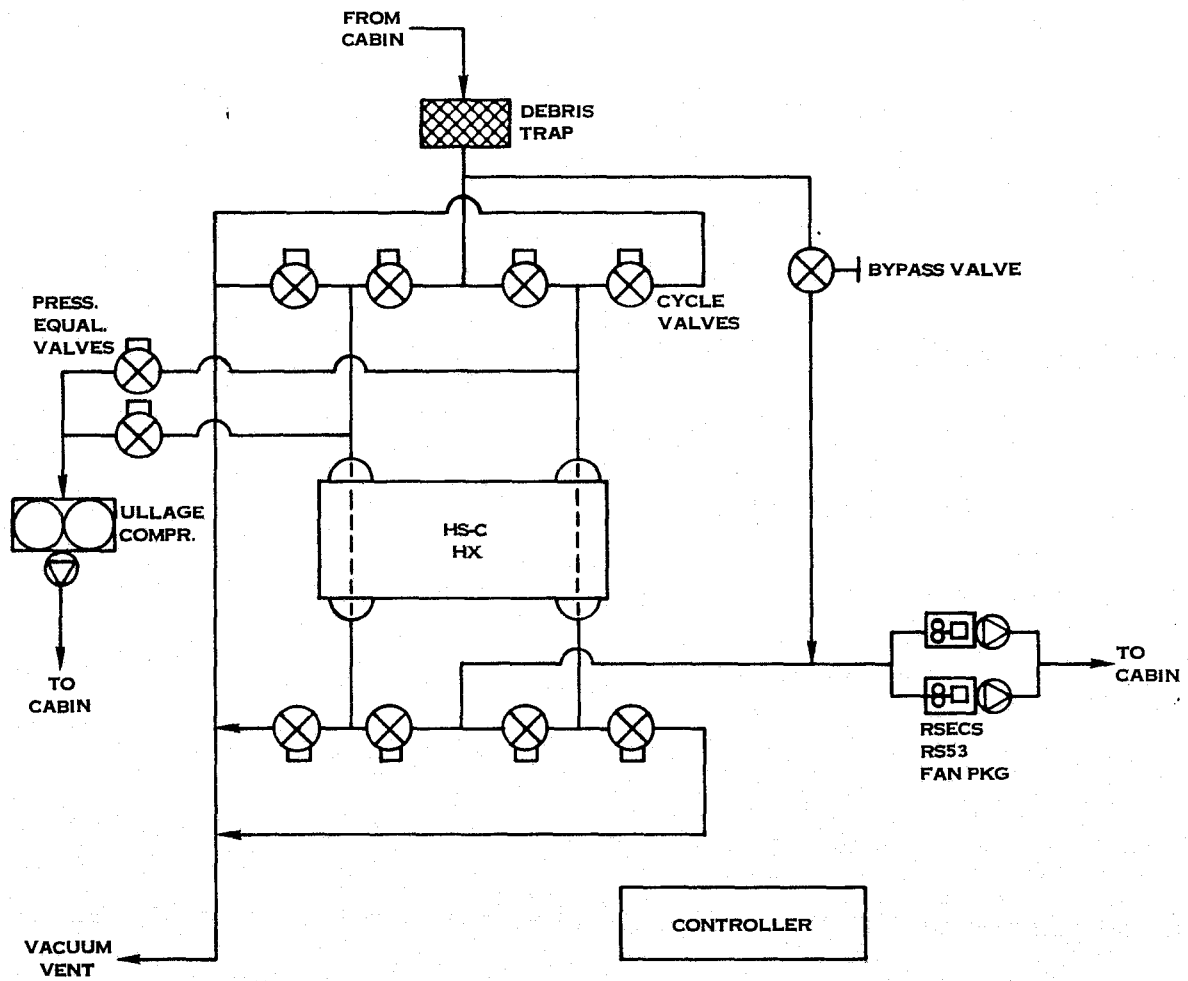 FROM
CABIN
DEBRIS
TRAP
BYPASS VALVE
PRESS.
EQUAL.
VALVES
CYCLE
VALVES
ULLAGE
COMPR.
HS-C
HX
TO
CABIN
TO
CABIN
RSECS
RS53
FAN PKG
CONTROLLER
VACUUM
VENT